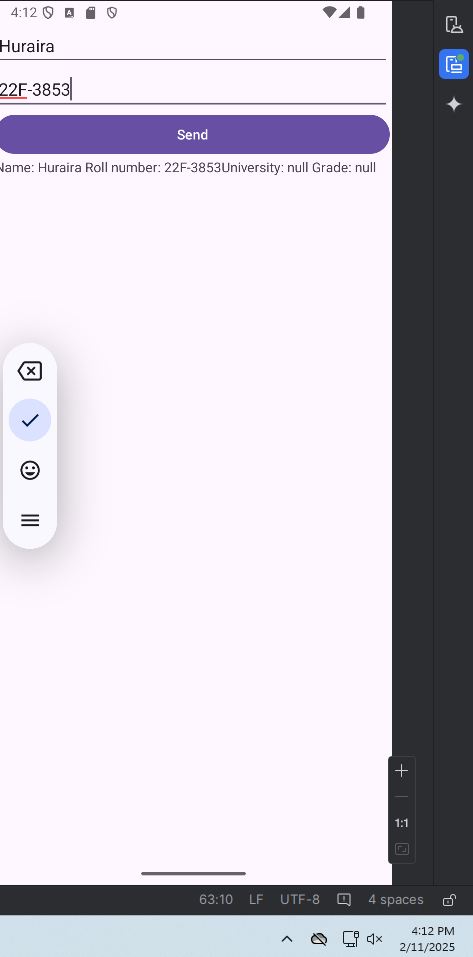 4:12
Huraira
22F-3853
Send
Name: Huraira Roll number: 22F-3853University: null Grade: null
1:1
63:10 LF UTF-8 4 spaces
4:12 PM
2/11/2025